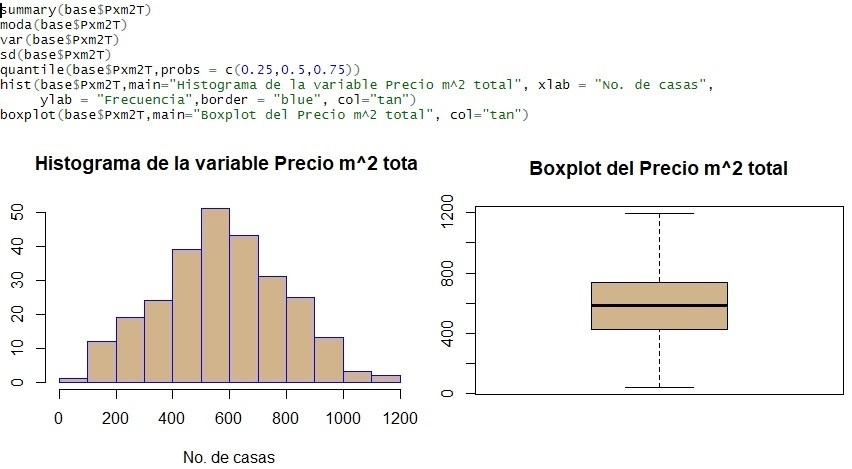 summary(base$Pxm2T)
moda(base$Pxm2T)
var(base$Pxm2T)
sd(base$Pxm2T)
quantile(base$Pxm2T,probs = c(0.25,0.5,0.75))
hist(base$Pxm2T,main="Histograma de la variable Precio m^2 total", xlab = "No. de casas",
ylab = "Frecuencia",border = "blue", col="tan")
boxplot(base$Pxm2T,main="Boxplot del Precio m^2 total", col="tan")
Histograma de la variable Precio m^2 tota
50
40
30
20
10
0
0 200 400 600 800 1000 1200
No. de casas
Boxplot del Precio m^2 total
1200
800
400
0